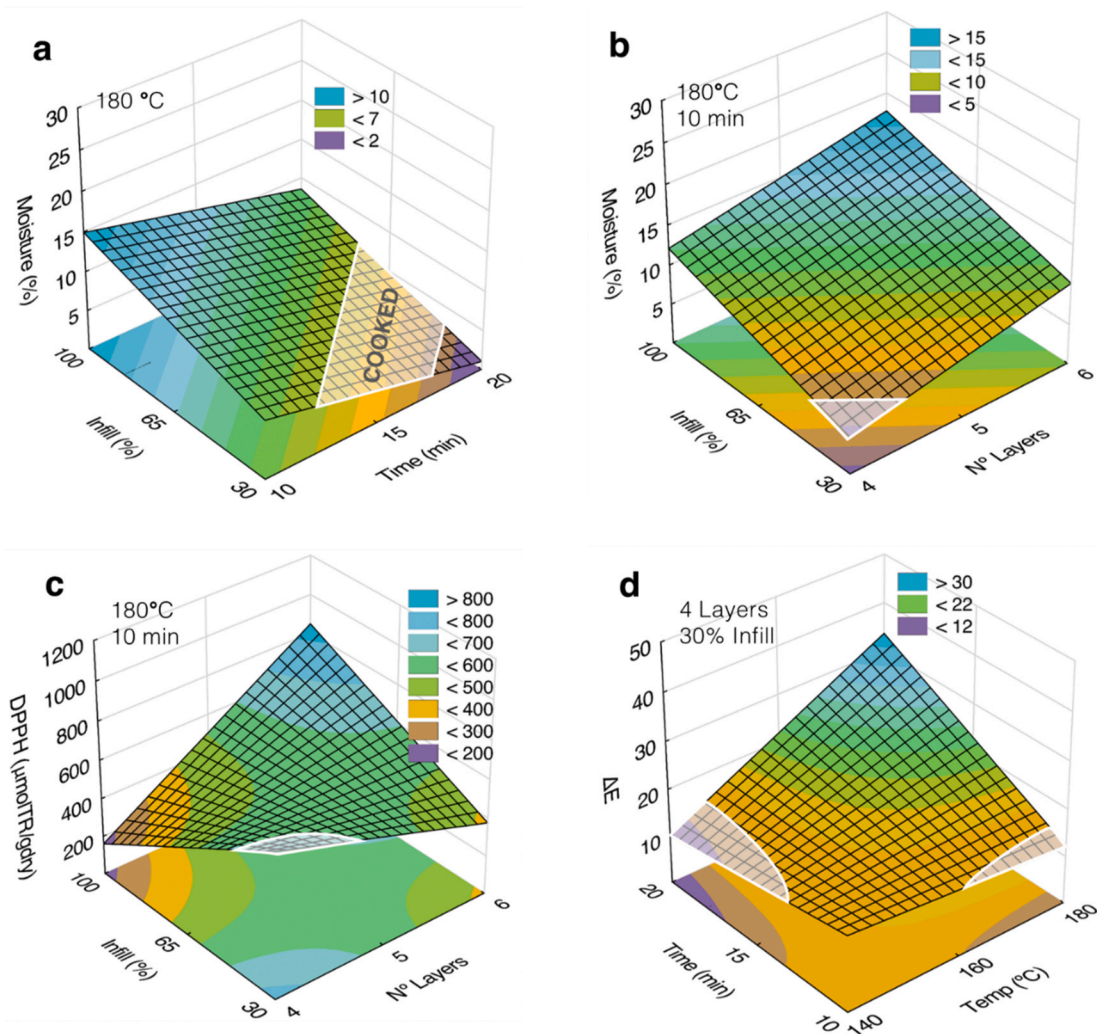 a
180 °C
> 10
< 7
< 2
30
25
20
15
10
5
Moisture (%)
COOKED
100
65
30
Infill (%)
10
15
20
Time (min)
b
180°C
10 min
> 15
< 15
< 10
< 5
30
25
20
15
10
5
Moisture (%)
100
65
30
Infill (%)
4
5
6
Nº Layers
c
180°C
10 min
> 800
< 800
< 700
< 600
< 500
< 400
< 300
< 200
1200
1000
800
600
400
200
DPPH (µmolTR/gdry)
100
65
30
Infill (%)
4
5
6
Nº Layers
d
4 Layers
30% Infill
> 30
< 22
< 12
50
40
30
20
10
ΔE
20
15
10
Time (min)
140
160
180
Temp (ºC)